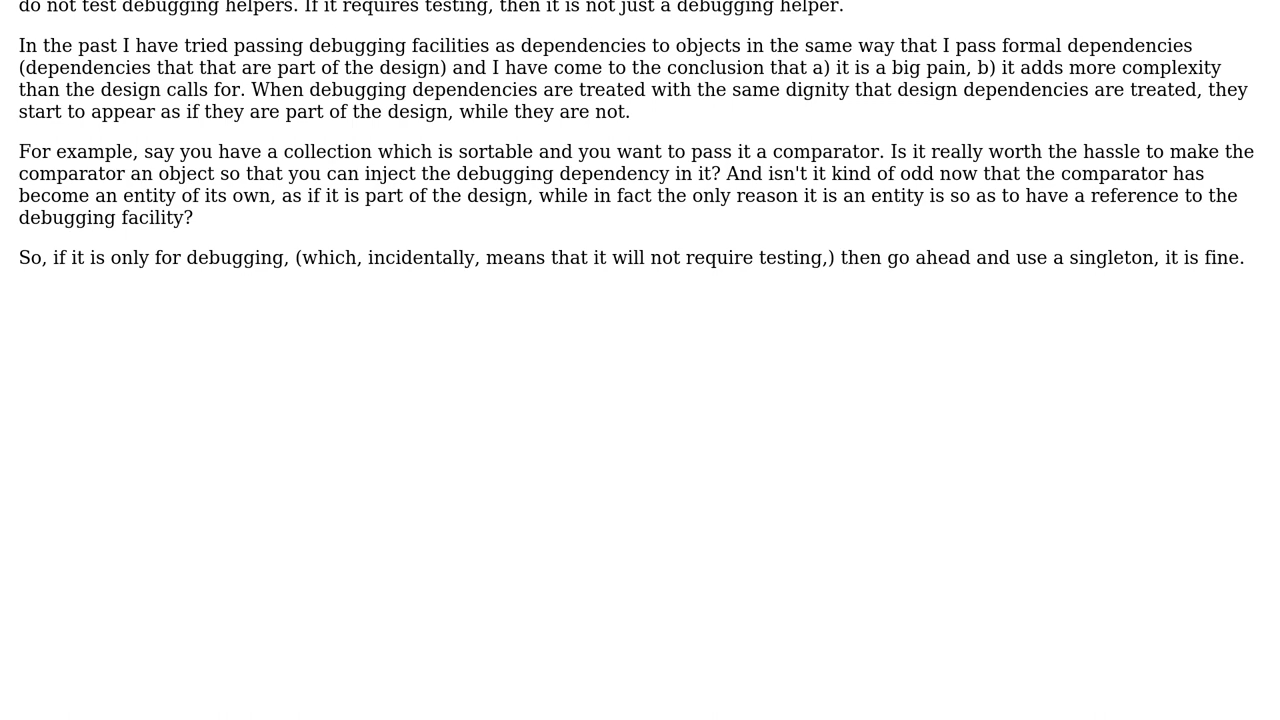 do not test debugging helpers. If it requires testing, then it is not just a debugging helper.
In the past I have tried passing debugging facilities as dependencies to objects in the same way that I pass formal dependencies
(dependencies that that are part of the design) and I have come to the conclusion that a) it is a big pain, b) it adds more complexity
than the design calls for. When debugging dependencies are treated with the same dignity that design dependencies are treated, they
start to appear as if they are part of the design, while they are not.
For example, say you have a collection which is sortable and you want to pass it a comparator. Is it really worth the hassle to make the
comparator an object so that you can inject the debugging dependency in it? And isn't it kind of odd now that the comparator has
become an entity of its own, as if it is part of the design, while in fact the only reason it is an entity is so as to have a reference to the
debugging facility?
So, if it is only for debugging, (which, incidentally, means that it will not require testing,) then go ahead and use a singleton, it is fine.